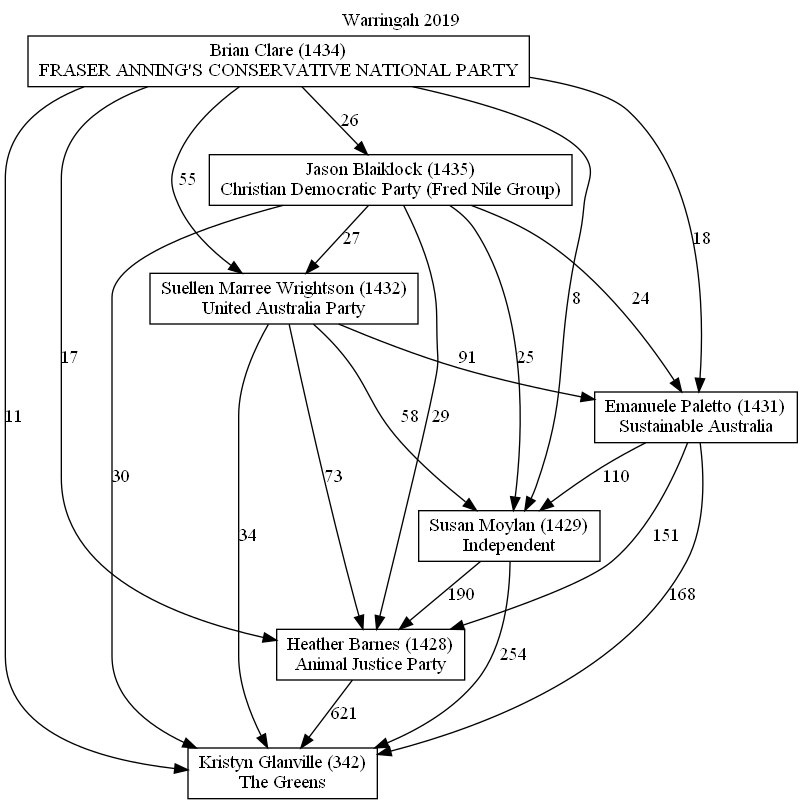 Warringah 2019
Brian Clare (1434)
FRASER ANNING'S CONSERVATIVE NATIONAL PARTY
26
55
18
Jason Blaiklock (1435)
Christian Democratic Party (Fred Nile Group)
27
Suellen Marree Wrightson (1432)
United Australia Party
8
24
17
91
25
11
58
29
Emanuele Paletto (1431)
Sustainable Australia
30
73
110
Susan Moylan (1429)
Independent
34
151
190
168
Heather Barnes (1428)
Animal Justice Party
254
621
Kristyn Glanville (342)
The Greens